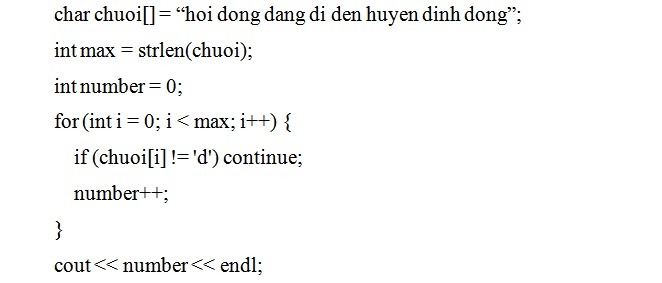 char chuoi[] = “hoi dong dang di den huyen dinh dong”;
int max = strlen(chuoi);
int number = 0;
for (int i = 0; i < max; i++) {
if (chuoi[i] != 'd') continue;
number++;
}
cout << number << endl;